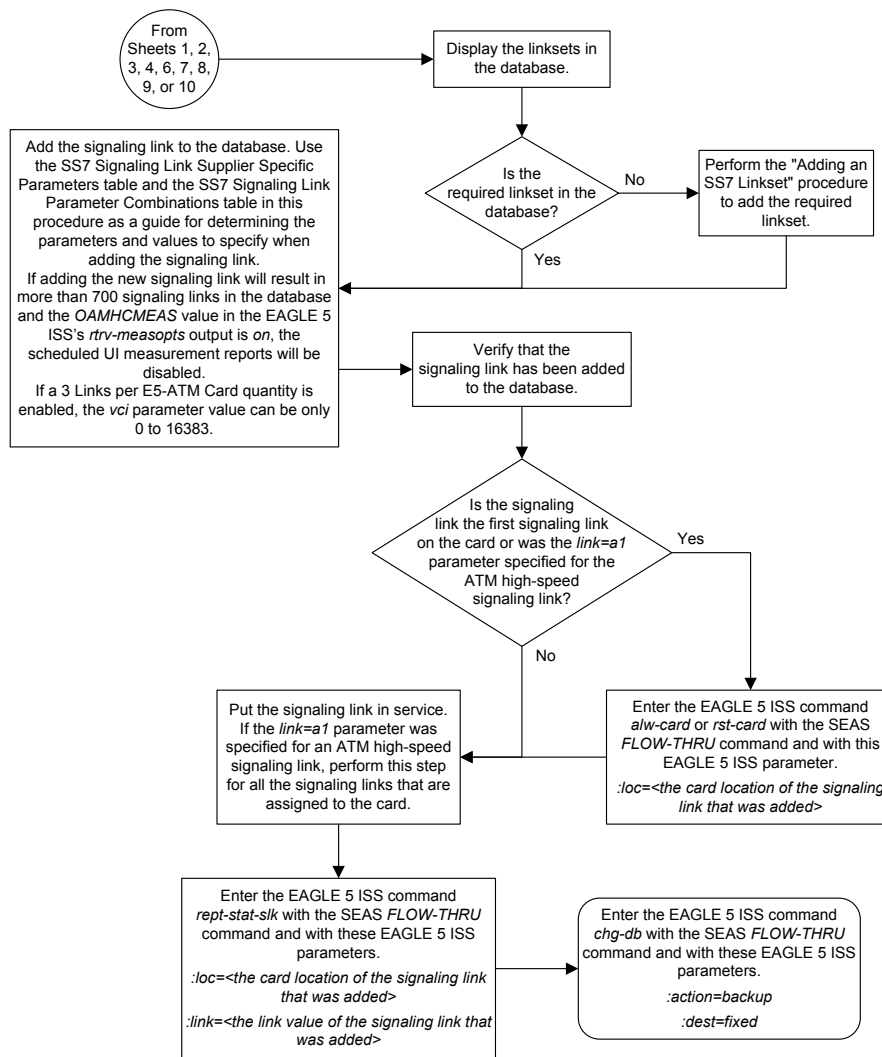 From
Sheets 1, 2,
3, 4, 6, 7, 8,
9, or 10
Display the linksets in
the database.
Is the
required linkset in the
database?
No
Yes
Perform the "Adding an
SS7 Linkset" procedure
to add the required
linkset.
Add the signaling link to the database. Use
the SS7 Signaling Link Supplier Specific
Parameters table and the SS7 Signaling Link
Parameter Combinations table in this
procedure as a guide for determining the
parameters and values to specify when
adding the signaling link.
If adding the new signaling link will result in
more than 700 signaling links in the database
and the OAMHCMEAS value in the EAGLE 5
ISS's rtrv-measopts output is on, the
scheduled UI measurement reports will be
disabled.
If a 3 Links per E5-ATM Card quantity is
enabled, the vci parameter value can be only
0 to 16383.
Verify that the
signaling link has been added
to the database.
Is the signaling
link the first signaling link
on the card or was the link=a1
parameter specified for the
ATM high-speed
signaling link?
Yes
No
Enter the EAGLE 5 ISS command
alw-card or rst-card with the SEAS
FLOW-THRU command and with this
EAGLE 5 ISS parameter.
:loc=<the card location of the signaling
link that was added>
Put the signaling link in service.
If the link=a1 parameter was
specified for an ATM high-speed
signaling link, perform this step
for all the signaling links that are
assigned to the card.
Enter the EAGLE 5 ISS command
rept-stat-slk with the SEAS FLOW-THRU
command and with these EAGLE 5 ISS
parameters.
:loc=<the card location of the signaling link
that was added>
:link=<the link value of the signaling link that
was added>
Enter the EAGLE 5 ISS command
chg-db with the SEAS FLOW-THRU
command and with these EAGLE 5 ISS
parameters.
:action=backup
:dest=fixed